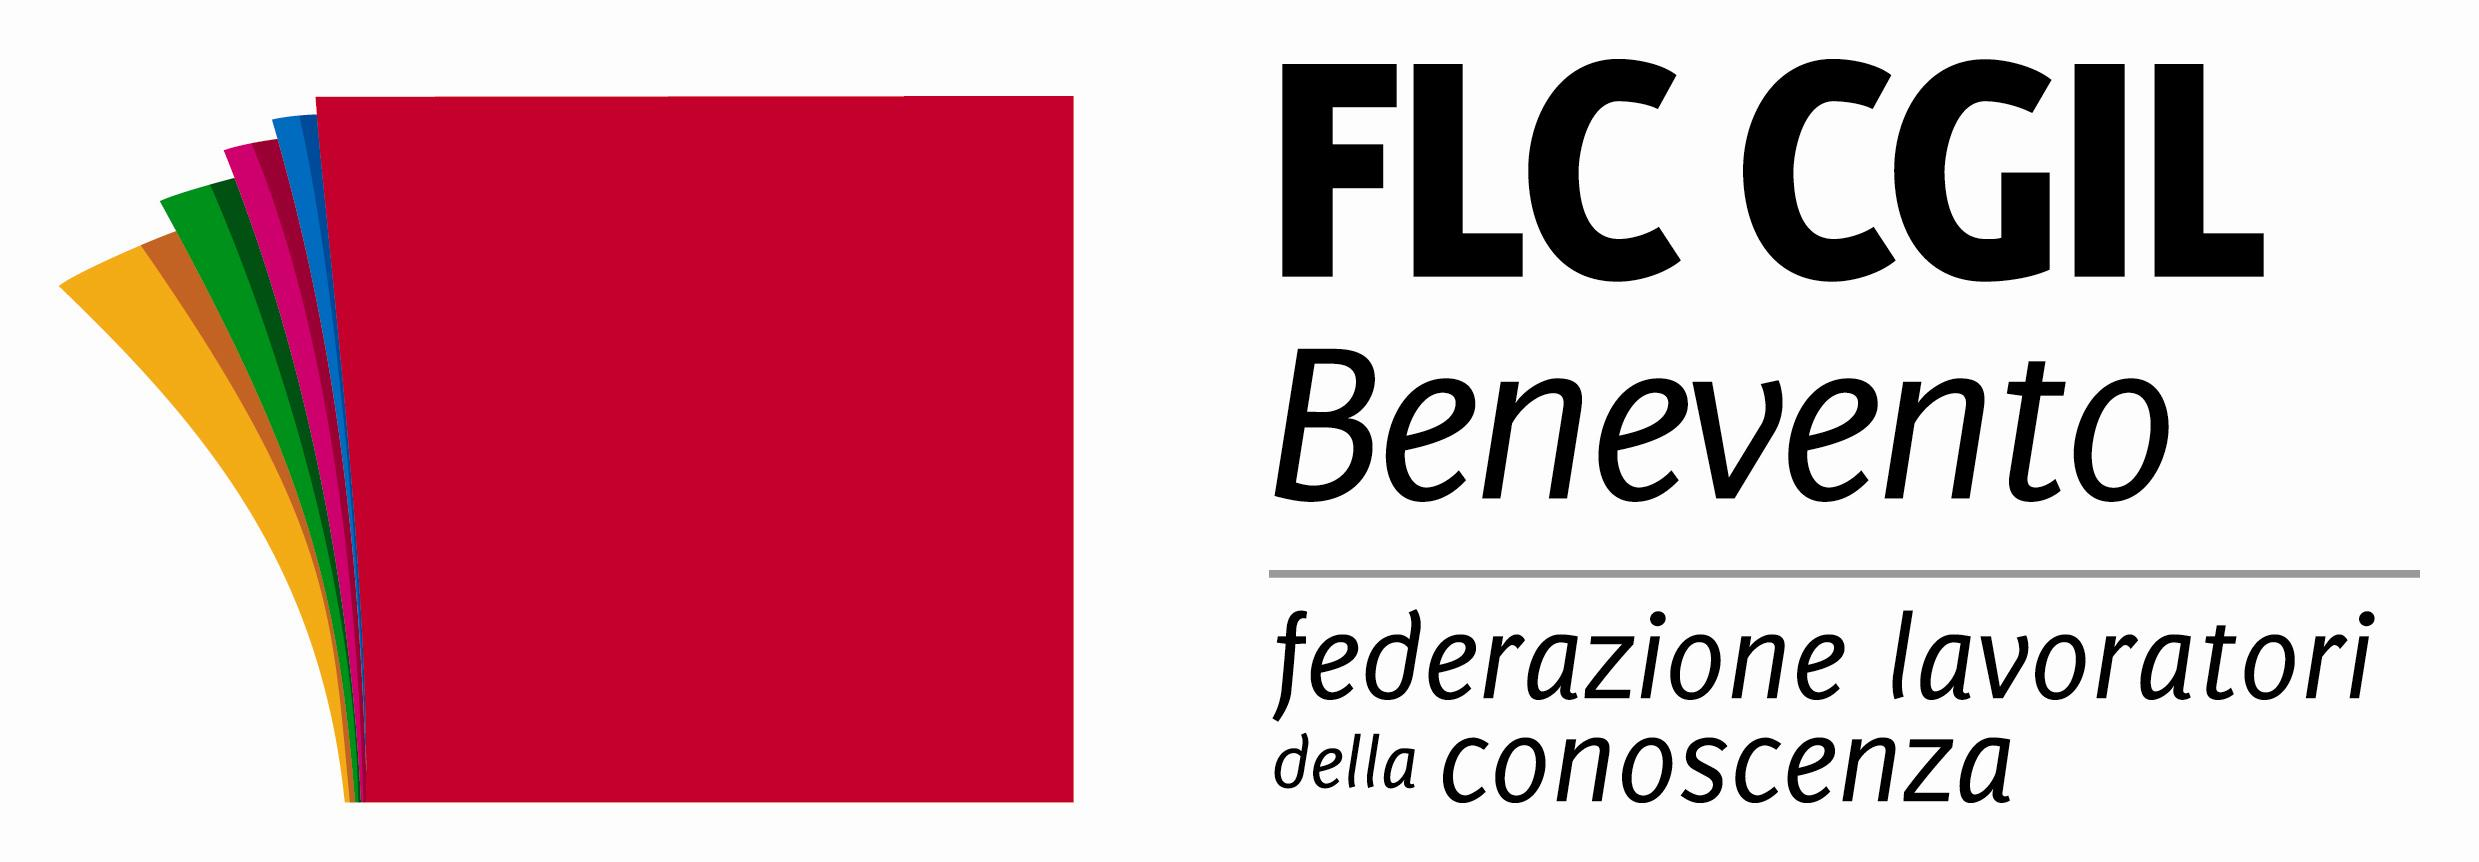 FLC CGIL
Benevento
federazione lavoratori
della conoscenza